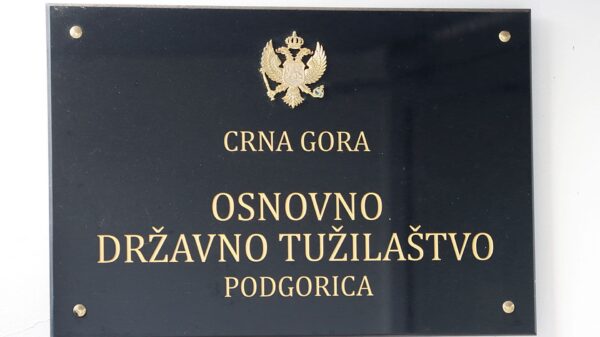 CRNA GORA
OSNOVNO
DRŽAVNO TUŽILAŠTVO
PODGORICA